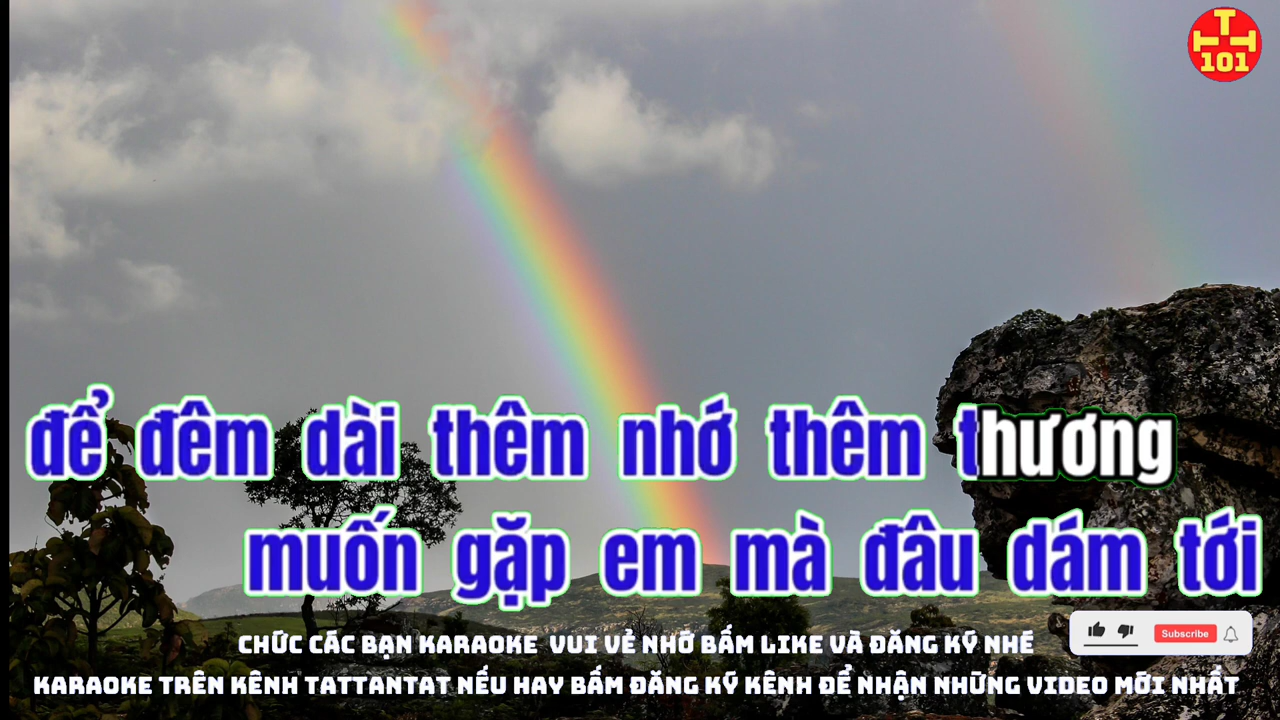 TTT
101
để đêm dài thêm nhớ thêm thương
muốn gặp em mà đâu dám tới
Subscribe
CHÚC CÁC BẠN KARAOKE VUI VẺ NHỚ BẤM LIKE VÀ ĐĂNG KÝ NHÉ
KARAOKE TRÊN KÊNH TATTANTAT NẾU HAY BẤM ĐĂNG KÝ KÊNH ĐỂ NHẬN NHỮNG VIDEO MỚI NHẤT